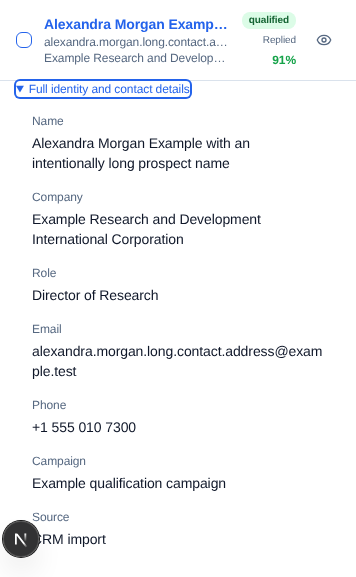 Alexandra Morgan Examp...
qualified
alexandra.morgan.long.contact.a...
Replied
Example Research and Develop...
91%
Full identity and contact details
Name
Alexandra Morgan Example with an
intentionally long prospect name
Company
Example Research and Development
International Corporation
Role
Director of Research
Email
alexandra.morgan.long.contact.address@exam
ple.test
Phone
+1 555 010 7300
Campaign
Example qualification campaign
Source
CRM import
N